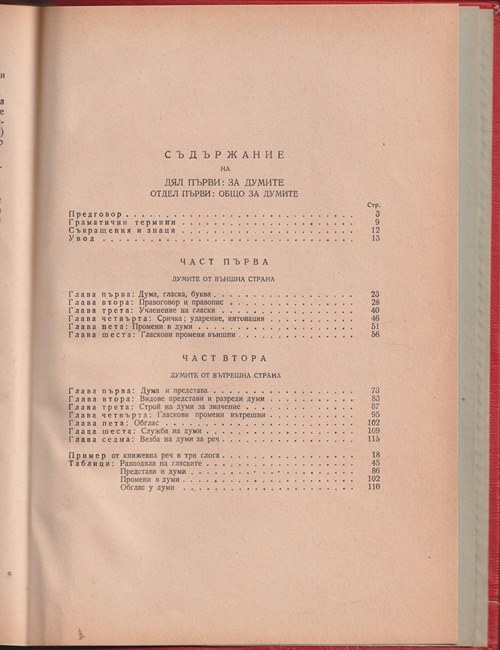 СЪДЪРЖАНИЕ
НА
ДЯЛ ПЪРВИ: ЗА ДУМИТЕ
ОТДЕЛ ПЪРВИ: ОБЩО ЗА ДУМИТЕ
Стр.
Предговор 3
Граматични термини 9
Съкращения и знаци 12
Увод 13
ЧАСТ ПЪРВА
ДУМИТЕ ОТ ВЪНШНА СТРАНА
Глава първа: Дума, гласка, буква 23
Глава втора: Правоговор и правопис 28
Глава трета: Учленение на гласки 40
Глава четвърта: Сричка; ударение, интонация 46
Глава пета: Промени в думи 51
Глава шеста: Гласкови промени външни 56
ЧАСТ ВТОРА
ДУМИТЕ ОТ ВЪТРЕШНА СТРАНА
Глава първа: Дума и представа 73
Глава втора: Видове представи и разреди думи 83
Глава трета: Строй на думи за значение 87
Глава четвърта: Гласкови промени вътрешни 95
Глава пета: Обглас 102
Глава шеста: Служба на думи 109
Глава седма: Везба на думи за реч 115
Пример от книжевна реч в три слога 18
Таблици: Разподяла на гласките 45
Представи и думи 86
Промени в думи 102
Обглас у думи 110